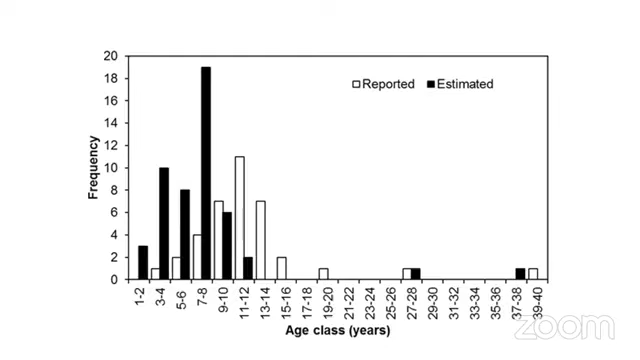 20
18
16
14
12
10
8
6
4
2
0
Frequency
Reported Estimated
1-2 3-4 5-6 7-8 9-10 11-12 13-14 15-16 17-18 19-20 21-22 23-24 25-26 27-28 29-30 31-32 33-34 35-36 37-38 39-40
Age class (years)
zoom